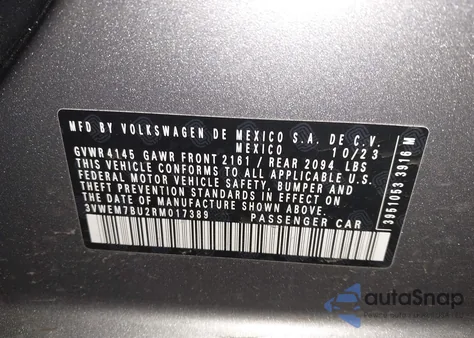 MFD BY VOLKSWAGEN DE MEXICO S.A. DE C.V.
MEXICO 10/23
GVWR4145 GAWR FRONT 2161 / REAR 2094 LBS
THIS VEHICLE CONFORMS TO ALL APPLICABLE U.S.
FEDERAL MOTOR VEHICLE SAFETY, BUMPER AND
THEFT PREVENTION STANDARDS IN EFFECT ON
THE DATE OF MANUFACTURE SHOWN ABOVE.
3VWEM7BU2RM017389 PASSENGER CAR
3951053 3916 M
autoSnap